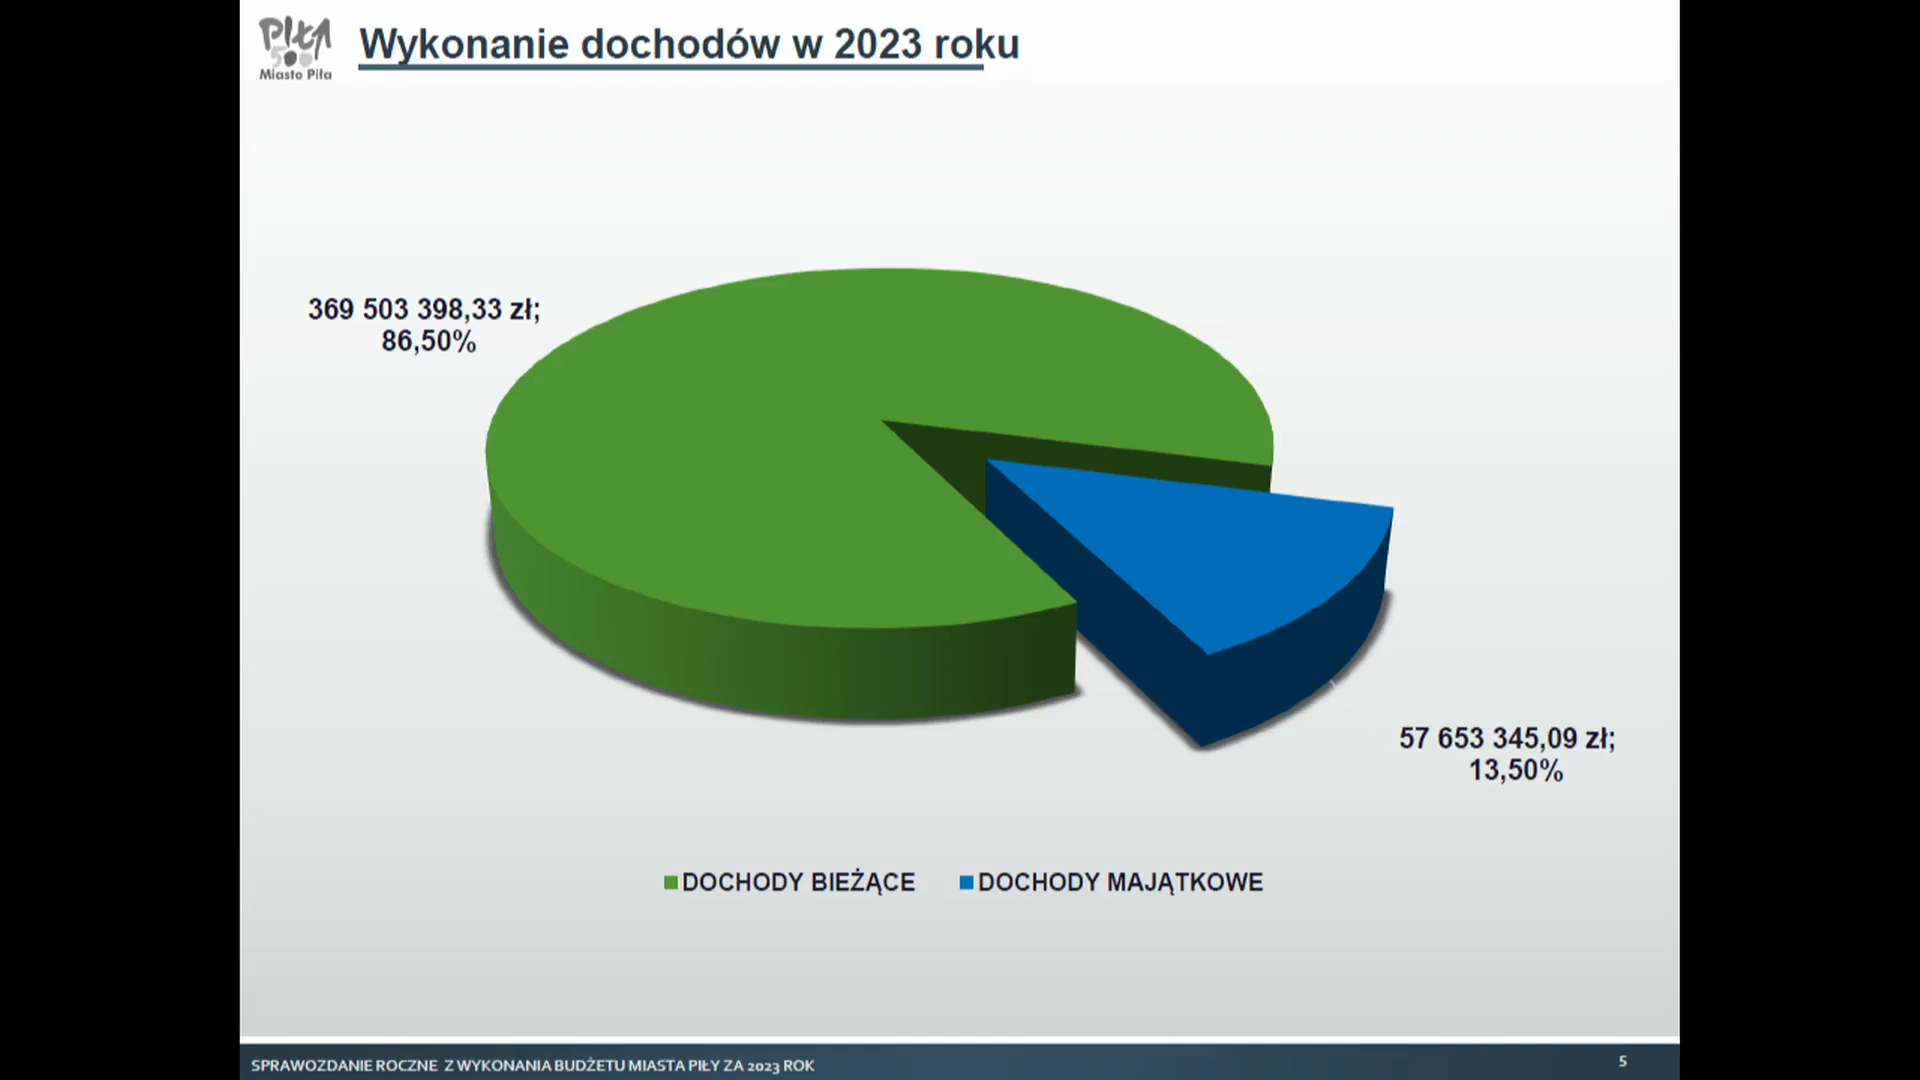 PIŁA
500
Miasto Piła
Wykonanie dochodów w 2023 roku
369 503 398,33 zł;
86,50%
57 653 345,09 zł;
13,50%
DOCHODY BIEŻĄCE
DOCHODY MAJĄTKOWE
SPRAWOZDANIE ROCZNE Z WYKONANIA BUDŻETU MIASTA PIŁY ZA 2023 ROK
5